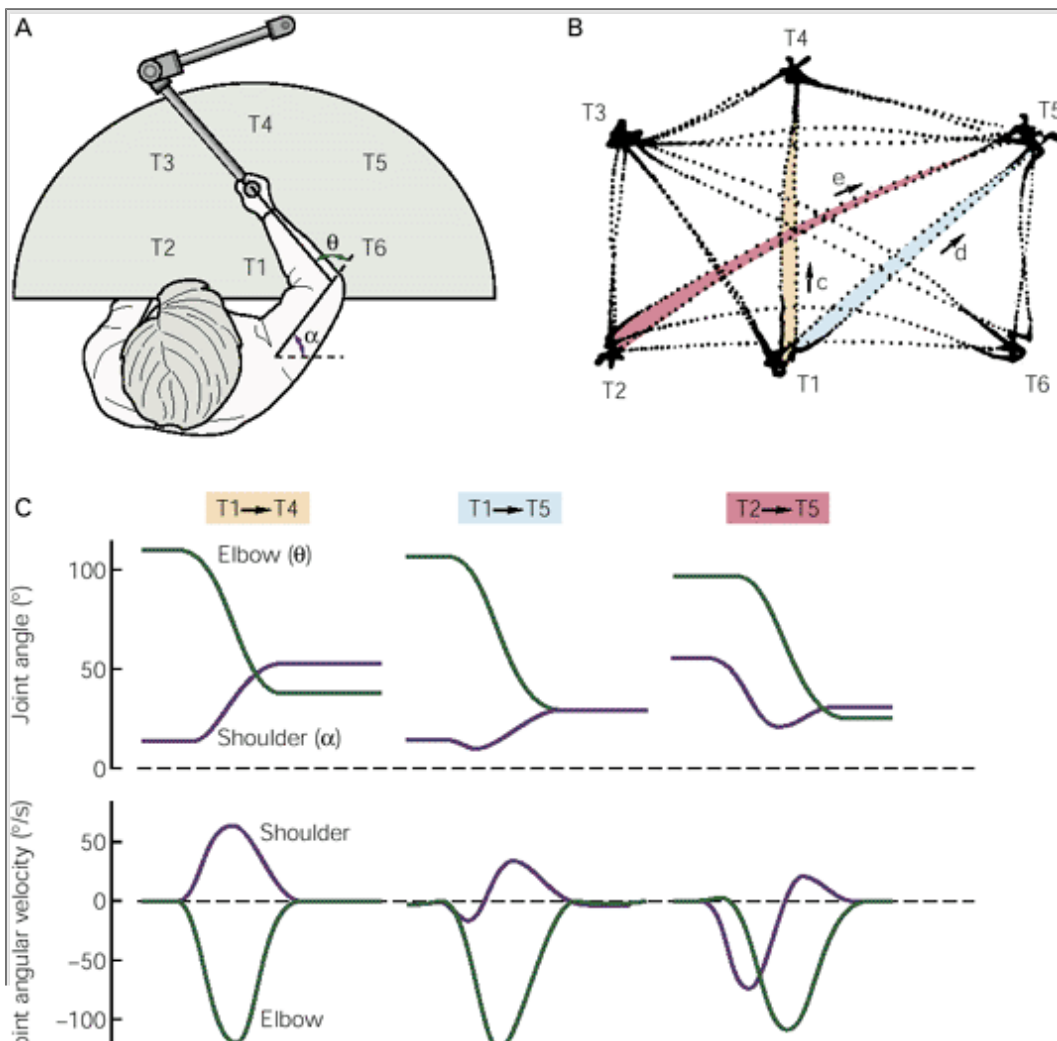 A
T4
T3
T5
T2
T1
T6
θ
α
B
T4
T3
T5
e
d
c
T2
T1
T6
C
T1→T4
T1→T5
T2→T5
Joint angle (°)
100
50
0
Elbow (θ)
Shoulder (α)
oint angular velocity (°/s)
50
0
−50
−100
Shoulder
Elbow